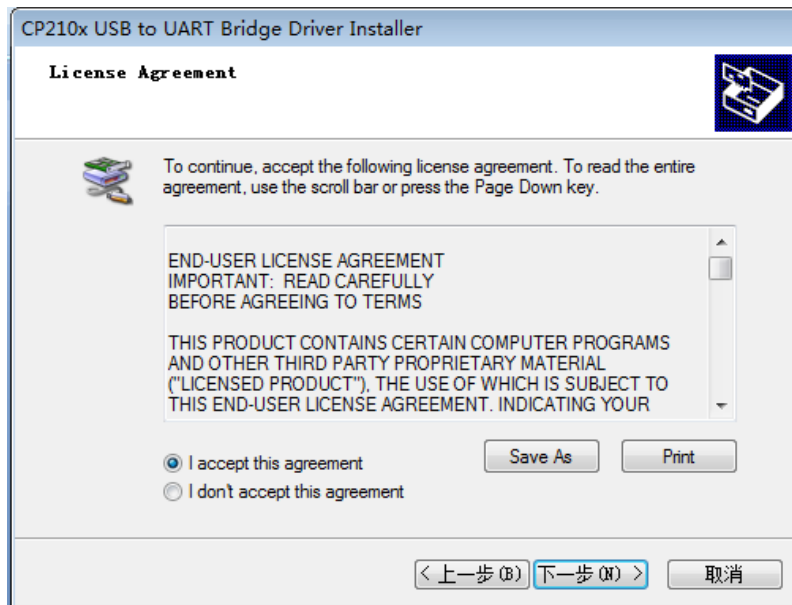 CP210x USB to UART Bridge Driver Installer
License Agreement
To continue, accept the following license agreement. To read the entire
agreement, use the scroll bar or press the Page Down key.
END-USER LICENSE AGREEMENT
IMPORTANT:  READ CAREFULLY
BEFORE AGREEING TO TERMS
THIS PRODUCT CONTAINS CERTAIN COMPUTER PROGRAMS
AND OTHER THIRD PARTY PROPRIETARY MATERIAL
("LICENSED PRODUCT"), THE USE OF WHICH IS SUBJECT TO
THIS END-USER LICENSE AGREEMENT. INDICATING YOUR
I accept this agreement
Save As
Print
I don't accept this agreement
< 上一步(B)
下一步(N) >
取消